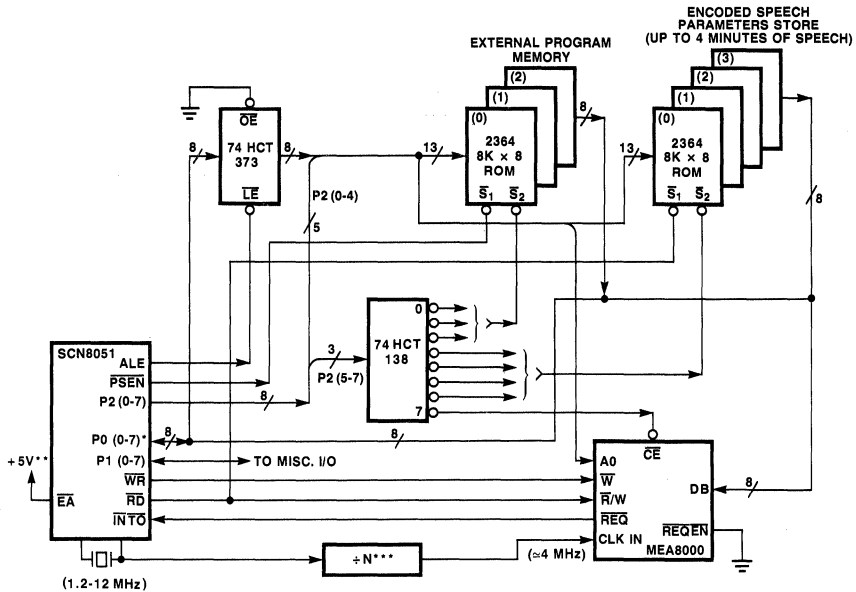 ENCODED SPEECH
PARAMETERS STORE
(UP TO 4 MINUTES OF SPEECH)
EXTERNAL PROGRAM
MEMORY
(3)
(2)
(2)
(1)
(1)
(0)
(0)
OE
74 HCT
373
LE
8
8
P2 (0-4)
5
13
2364
8K × 8
ROM
S1 S2
8
13
2364
8K × 8
ROM
S1 S2
8
0
74 HCT
138
7
3
P2 (5-7)
SCN8051
ALE
PSEN
P2 (0-7)
8
P0 (0-7)*
8
8
P1 (0-7)
TO MISC. I/O
+5V**
WR
EA
RD
INT0
(1.2-12 MHz)
÷N***
(≃4 MHz)
CE
A0
W
R/W
REQ
CLK IN
DB
8
REQEN
MEA8000